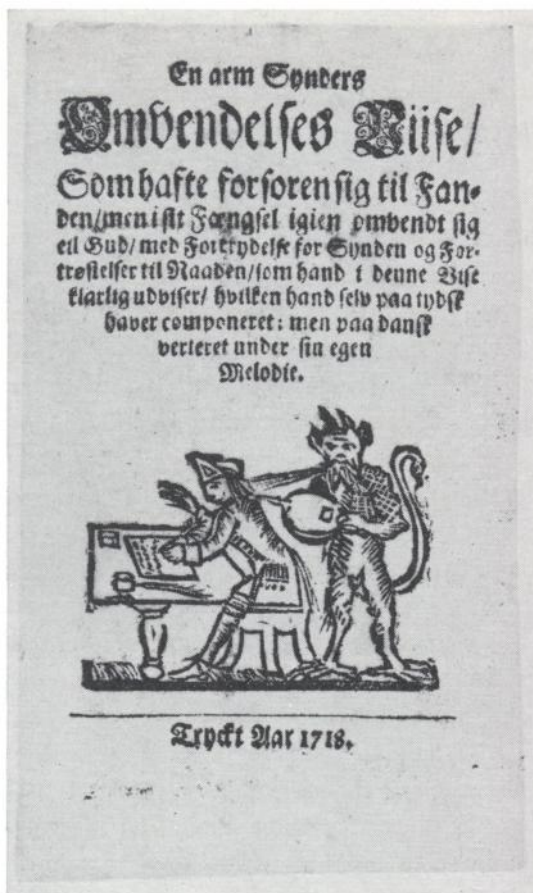 En arm Synders
Omvendelses Viise/
Som hafte forsoren sig til Fan-
den/men i sit Fængsel igien omvendt sig
til Gud/med Fortrydelse for Synden og For-
trøstelser til Naaden/som hand i denne Vise
klarlig udviser/ hvilken hand selv paa tydsk
haver componeret: men paa dansk
verteret under sin egen
Melodie.
Tryckt Aar 1718.